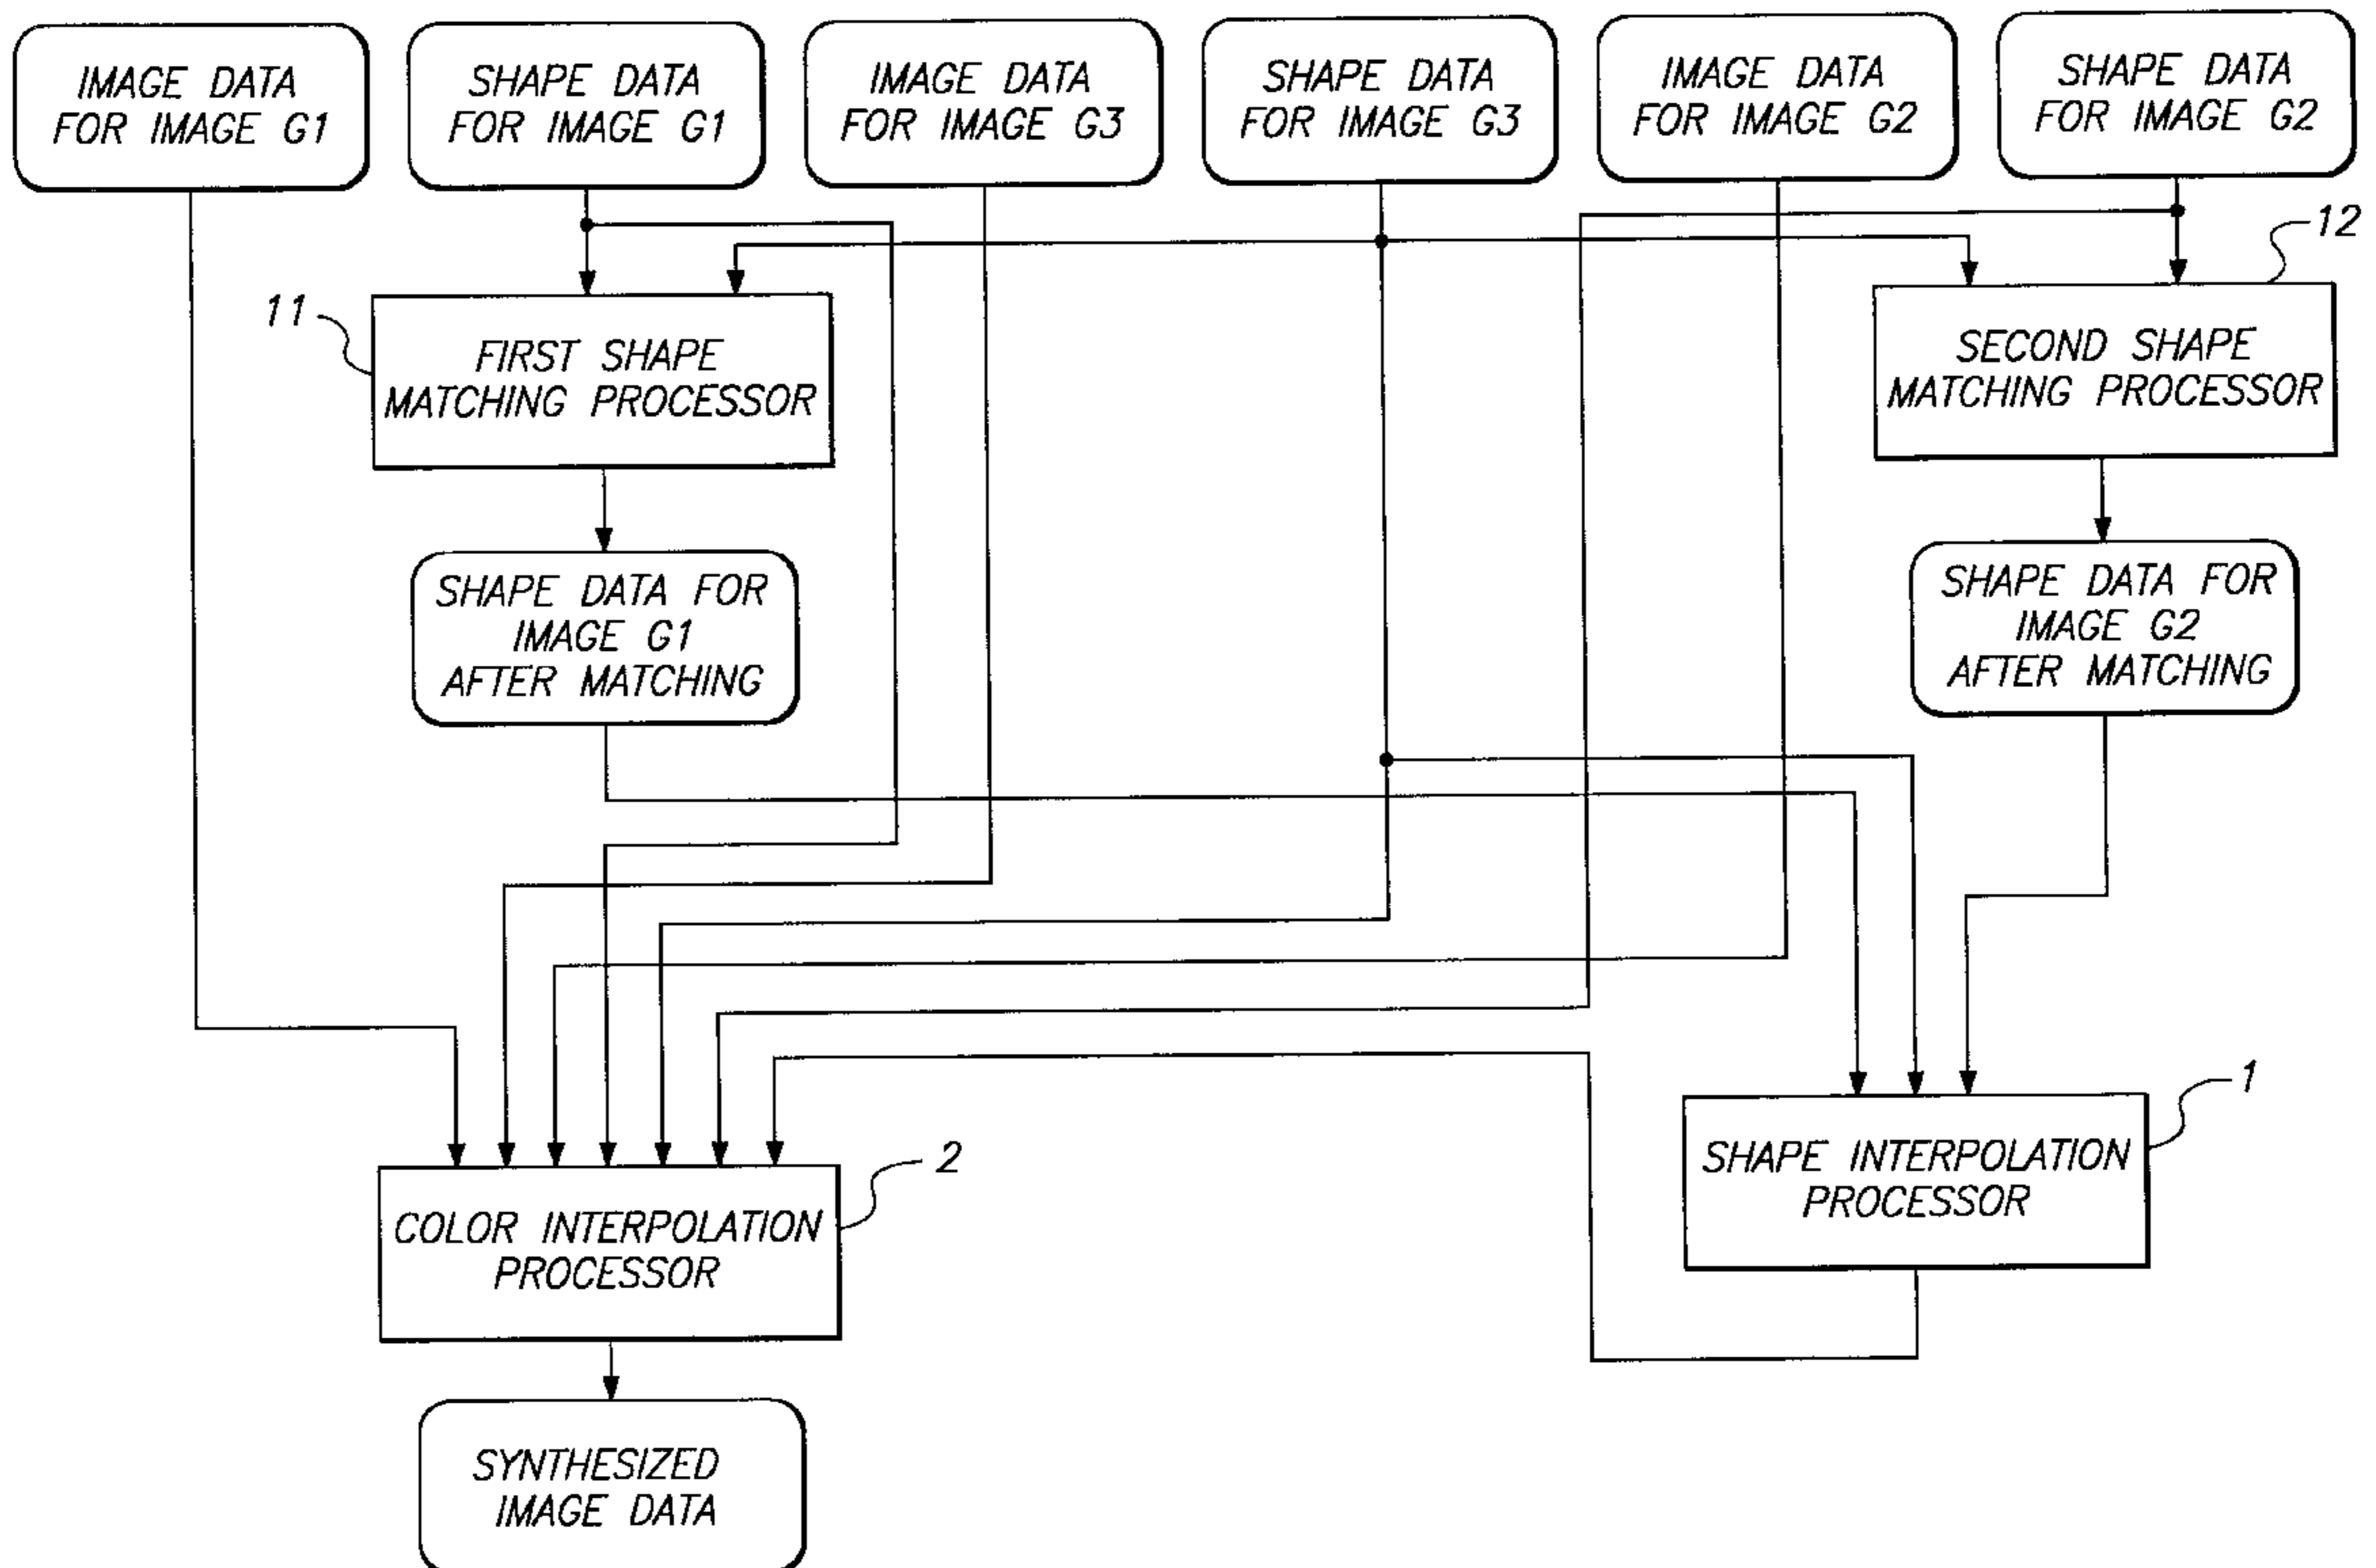 IMAGE DATA
FOR IMAGE G1
SHAPE DATA
FOR IMAGE G1
IMAGE DATA
FOR IMAGE G3
SHAPE DATA
FOR IMAGE G3
IMAGE DATA
FOR IMAGE G2
SHAPE DATA
FOR IMAGE G2
11
FIRST SHAPE
MATCHING PROCESSOR
12
SECOND SHAPE
MATCHING PROCESSOR
SHAPE DATA FOR
IMAGE G1
AFTER MATCHING
SHAPE DATA FOR
IMAGE G2
AFTER MATCHING
1
SHAPE INTERPOLATION
PROCESSOR
2
COLOR INTERPOLATION
PROCESSOR
SYNTHESIZED
IMAGE DATA